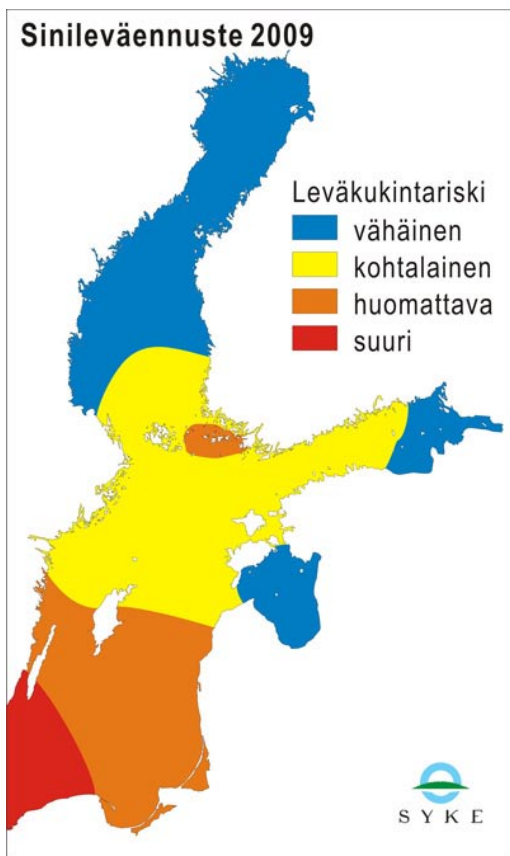 Sinileväennuste 2009
Leväkukintariski
vähäinen
kohtalainen
huomattava
suuri
SYKE